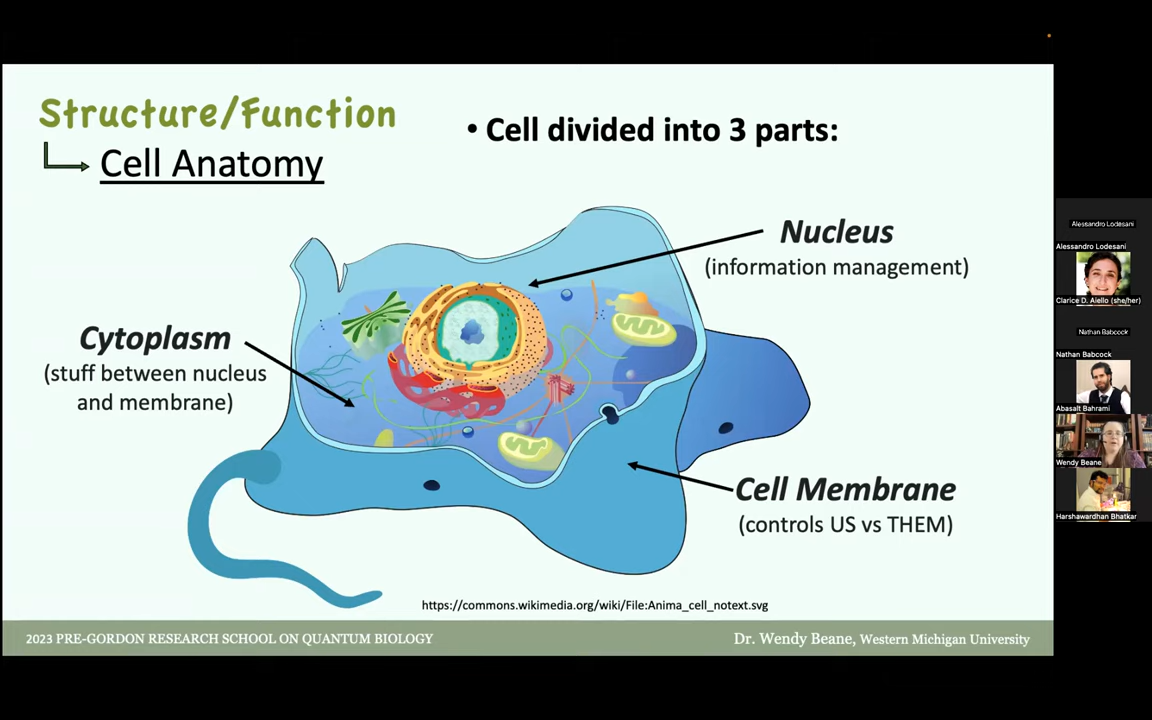 Structure/Function
Cell Anatomy
• Cell divided into 3 parts:
Nucleus
(information management)
Cytoplasm
(stuff between nucleus
and membrane)
Cell Membrane
(controls US vs THEM)
https://commons.wikimedia.org/wiki/File:Anima_cell_notext.svg
2023 PRE-GORDON RESEARCH SCHOOL ON QUANTUM BIOLOGY
Dr. Wendy Beane, Western Michigan University
Alessandro Lodesani
Alessandro Lodesani
Clarice D. Aiello (she/her)
Nathan Babcock
Nathan Babcock
Abasalt Bahrami
Wendy Beane
Harshawardhan Bhatkar